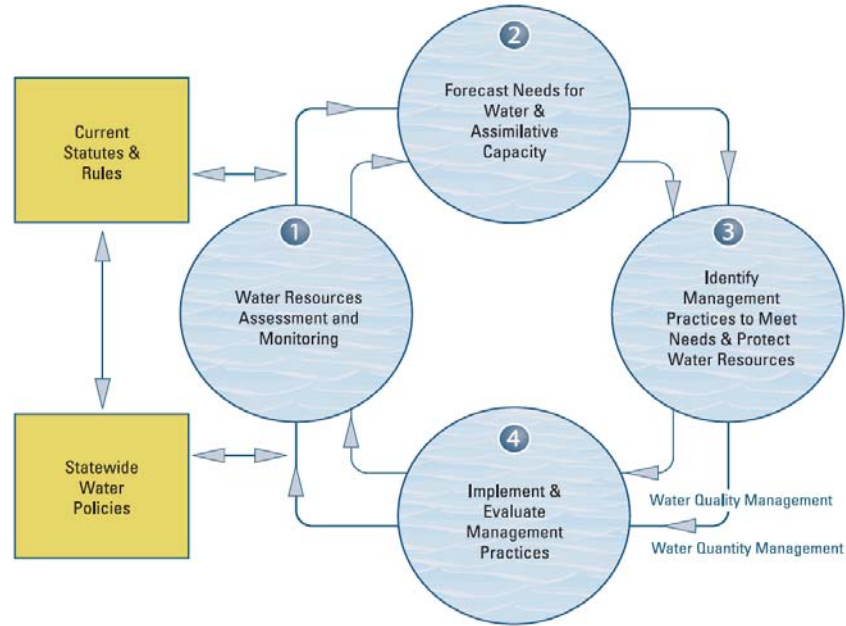 2
Forecast Needs for
Water &
Assimilative
Capacity
Current
Statutes &
Rules
1
Water Resources
Assessment and
Monitoring
3
Identify
Management
Practices to Meet
Needs & Protect
Water Resources
4
Implement &
Evaluate
Management
Practices
Statewide
Water
Policies
Water Quality Management
Water Quantity Management